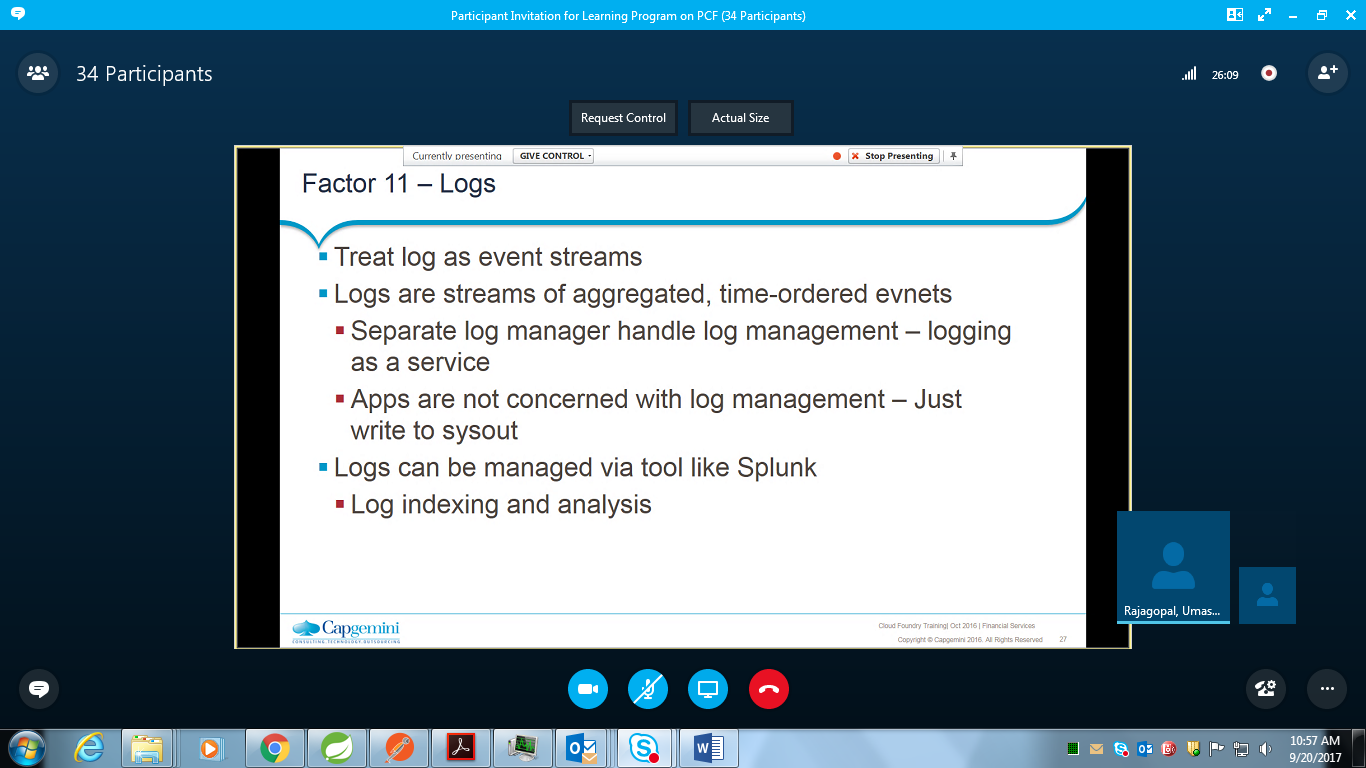 Participant Invitation for Learning Program on PCF (34 Participants)
34 Participants
26:09
Request Control
Actual Size
Currently presenting
GIVE CONTROL
Stop Presenting
Factor 11 – Logs
Treat log as event streams
Logs are streams of aggregated, time-ordered evnets
Separate log manager handle log management – logging
as a service
Apps are not concerned with log management – Just
write to sysout
Logs can be managed via tool like Splunk
Log indexing and analysis
Rajagopal, Umas...
Capgemini
CONSULTING.TECHNOLOGY.OUTSOURCING
Cloud Foundry Training| Oct 2016 | Financial Services
Copyright © Capgemini 2016. All Rights Reserved
27
10:57 AM
9/20/2017